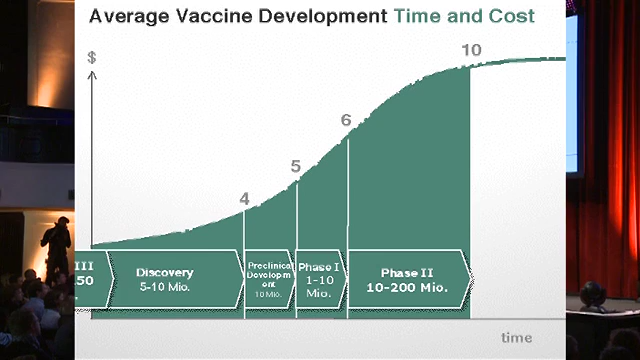 Average Vaccine Development Time and Cost
$
10
6
5
4
III
50
Discovery
5-10 Mio.
Preclinical
Developm
ent
10 Mio.
Phase I
1-10
Mio.
Phase II
10-200 Mio.
time